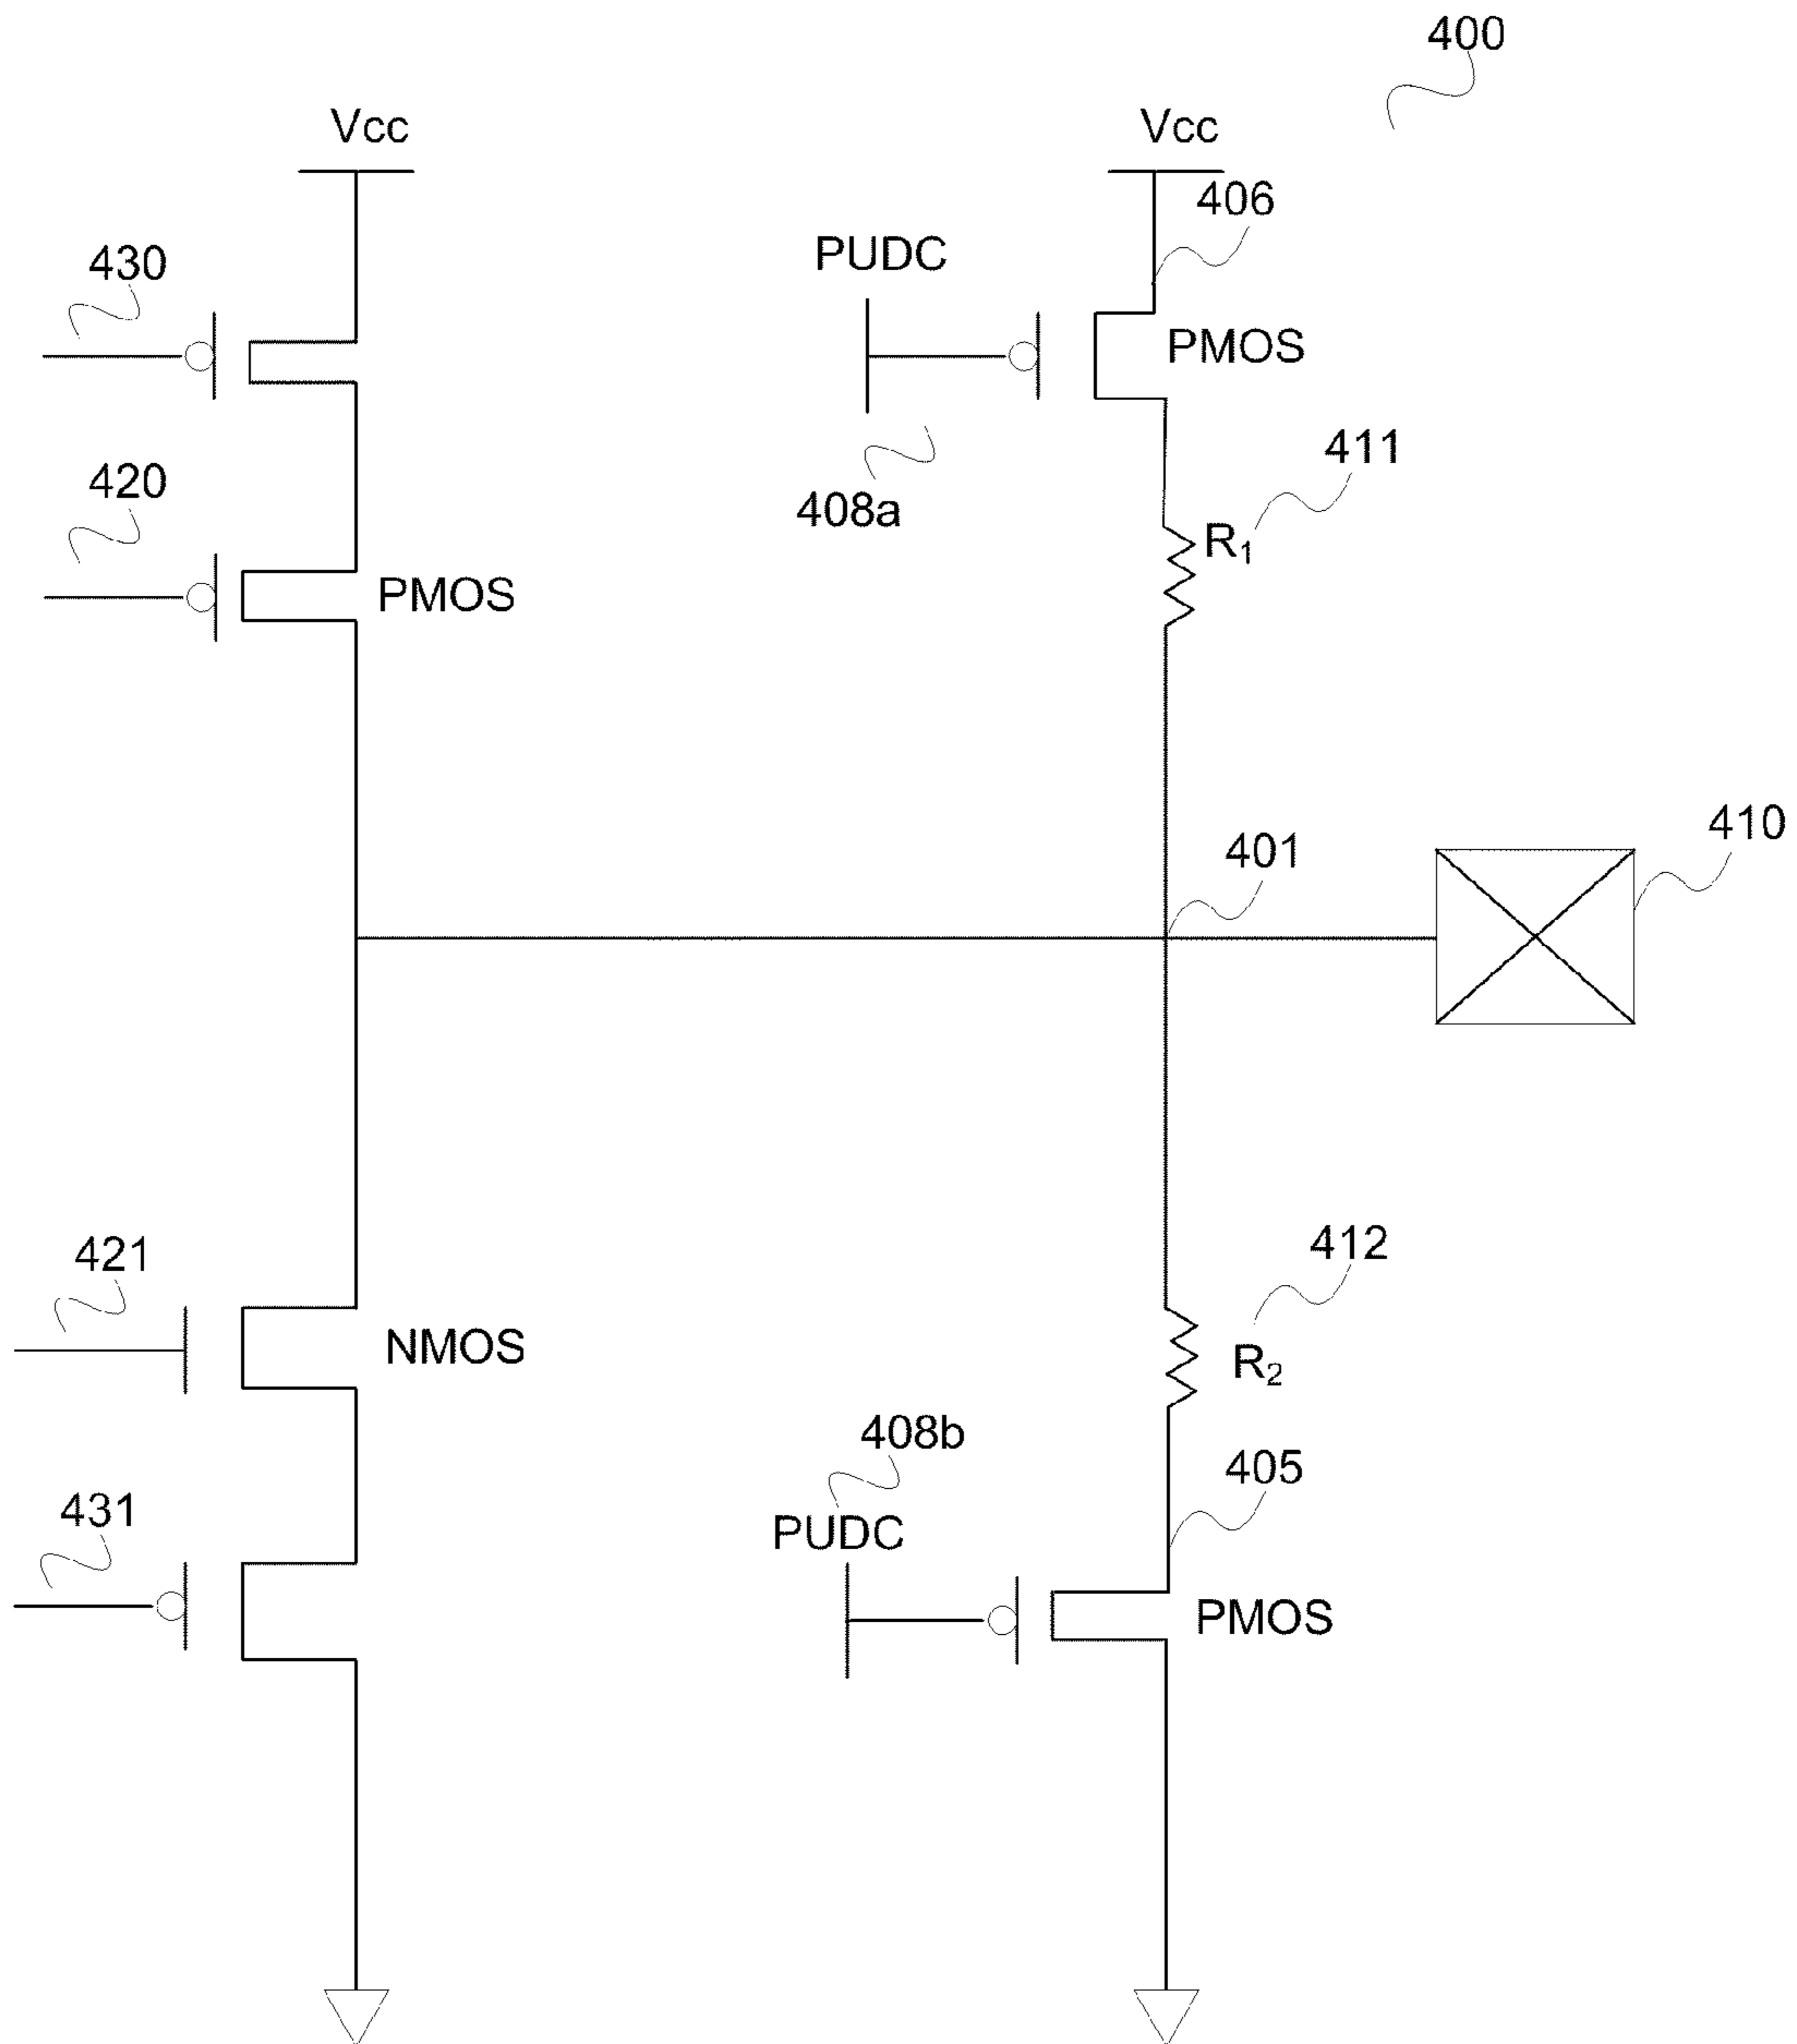 400
Vcc
Vcc
406
PUDC
430
PMOS
411
420
408a
R₁
PMOS
410
401
412
421
NMOS
R₂
408b
405
431
PUDC
PMOS